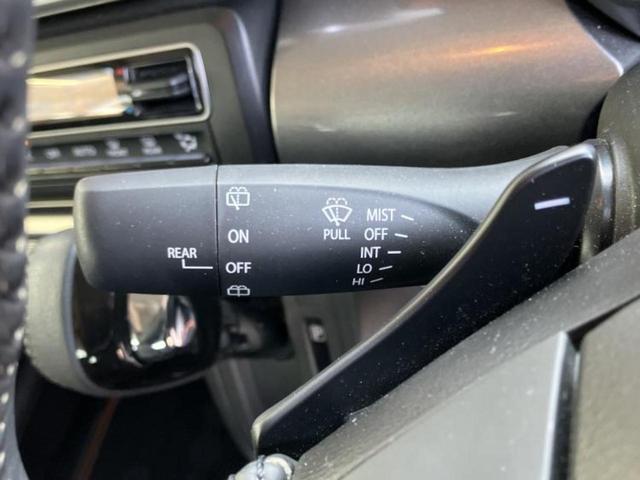 MIST
PULL OFF
ON
INT
REAR
OFF
LO
HI